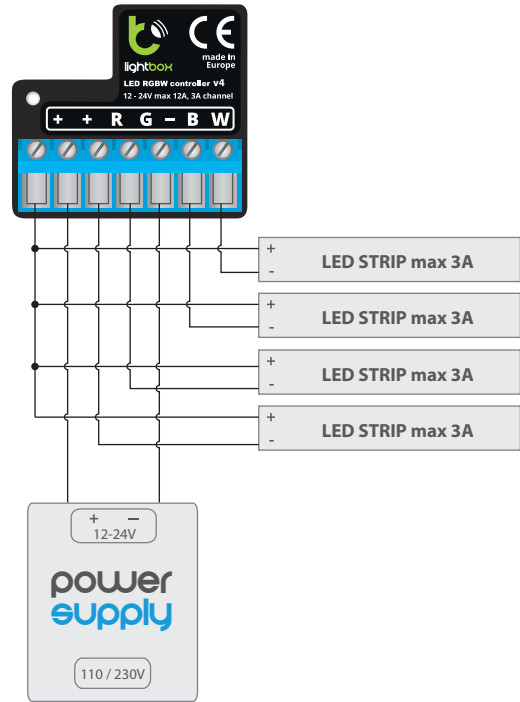 made in
Europe
lightbox
LED RGBW controller v4
12 - 24V max 12A, 3A channel
+ + R G – B W
+
LED STRIP max 3A
-
+
LED STRIP max 3A
-
+
LED STRIP max 3A
-
+
LED STRIP max 3A
-
+ –
12-24V
power
supply
110 / 230V